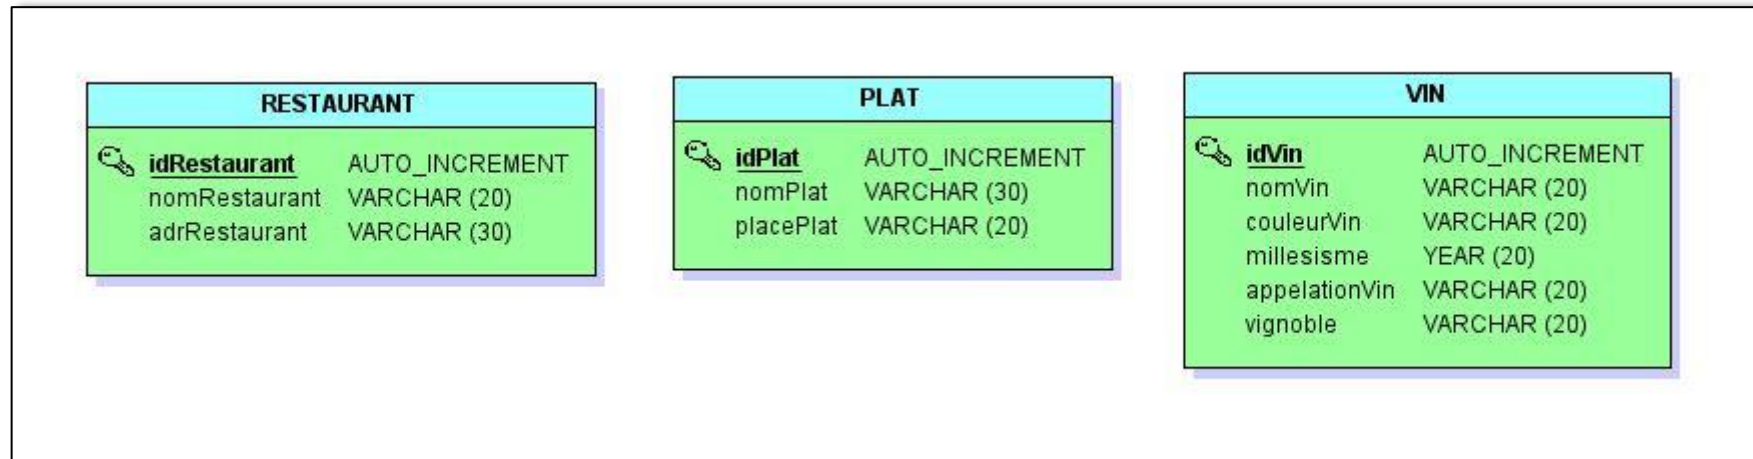 RESTAURANT
idRestaurant AUTO_INCREMENT
nomRestaurant VARCHAR (20)
adrRestaurant VARCHAR (30)
PLAT
idPlat AUTO_INCREMENT
nomPlat VARCHAR (30)
placePlat VARCHAR (20)
VIN
idVin AUTO_INCREMENT
nomVin VARCHAR (20)
couleurVin VARCHAR (20)
millesisme YEAR (20)
appelationVin VARCHAR (20)
vignoble VARCHAR (20)